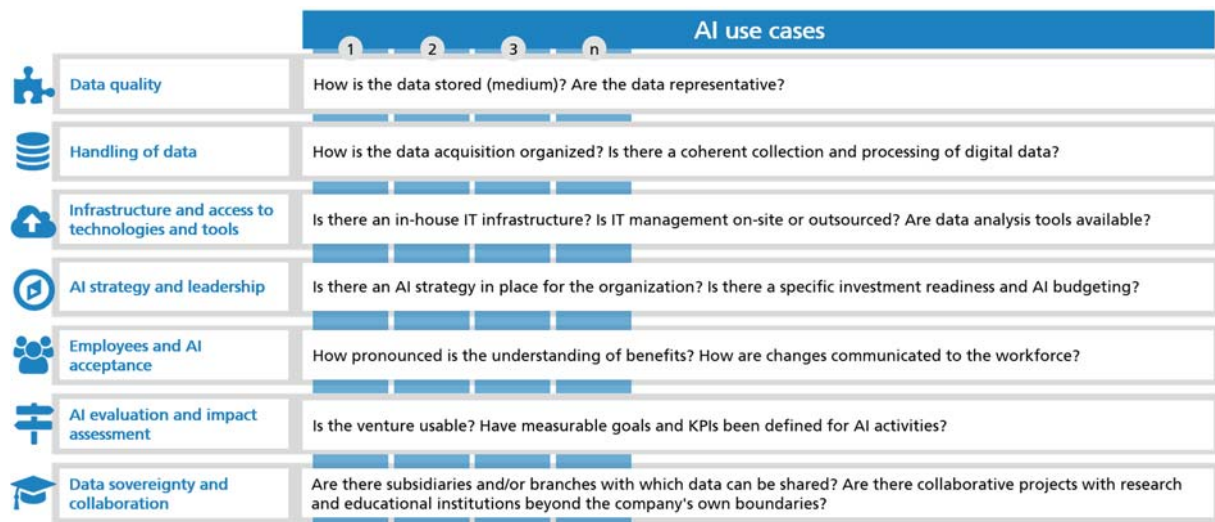 AI use cases
1 2 3 n
Data quality
How is the data stored (medium)? Are the data representative?
Handling of data
How is the data acquisition organized? Is there a coherent collection and processing of digital data?
Infrastructure and access to
technologies and tools
Is there an in-house IT infrastructure? Is IT management on-site or outsourced? Are data analysis tools available?
AI strategy and leadership
Is there an AI strategy in place for the organization? Is there a specific investment readiness and AI budgeting?
Employees and AI
acceptance
How pronounced is the understanding of benefits? How are changes communicated to the workforce?
AI evaluation and impact
assessment
Is the venture usable? Have measurable goals and KPIs been defined for AI activities?
Data sovereignty and
collaboration
Are there subsidiaries and/or branches with which data can be shared? Are there collaborative projects with research
and educational institutions beyond the company's own boundaries?